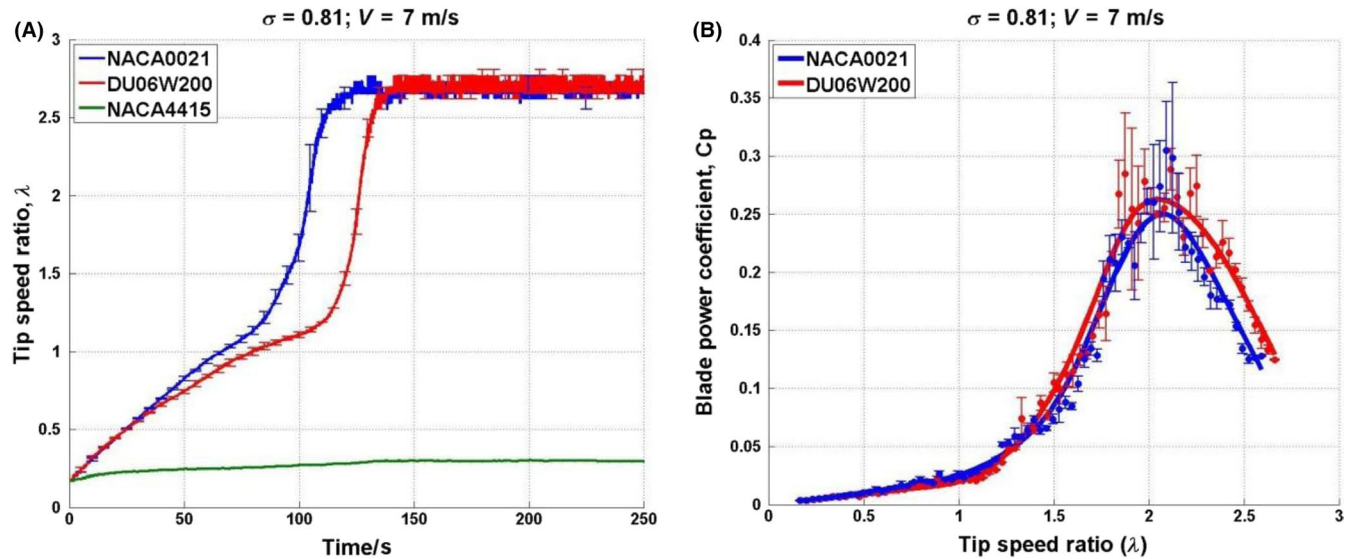 (A)
σ = 0.81; V = 7 m/s
NACA0021
DU06W200
NACA4415
Tip speed ratio, λ
3
2.5
2
1.5
1
0.5
0
0 50 100 150 200 250
Time/s
(B)
σ = 0.81; V = 7 m/s
NACA0021
DU06W200
Blade power coefficient, Cp
0.4
0.35
0.3
0.25
0.2
0.15
0.1
0.05
0
0 0.5 1 1.5 2 2.5 3
Tip speed ratio (λ)